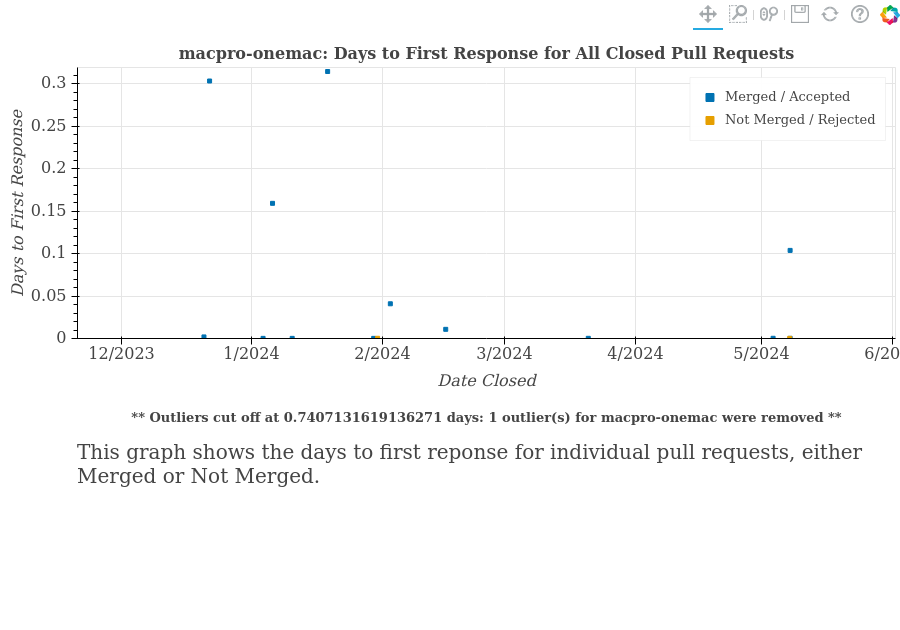 macpro-onemac: Days to First Response for All Closed Pull Requests
Merged / Accepted
Not Merged / Rejected
Days to First Response
0.3
0.25
0.2
0.15
0.1
0.05
0
12/2023 1/2024 2/2024 3/2024 4/2024 5/2024 6/20
Date Closed
** Outliers cut off at 0.7407131619136271 days: 1 outlier(s) for macpro-onemac were removed **
This graph shows the days to first reponse for individual pull requests, either
Merged or Not Merged.